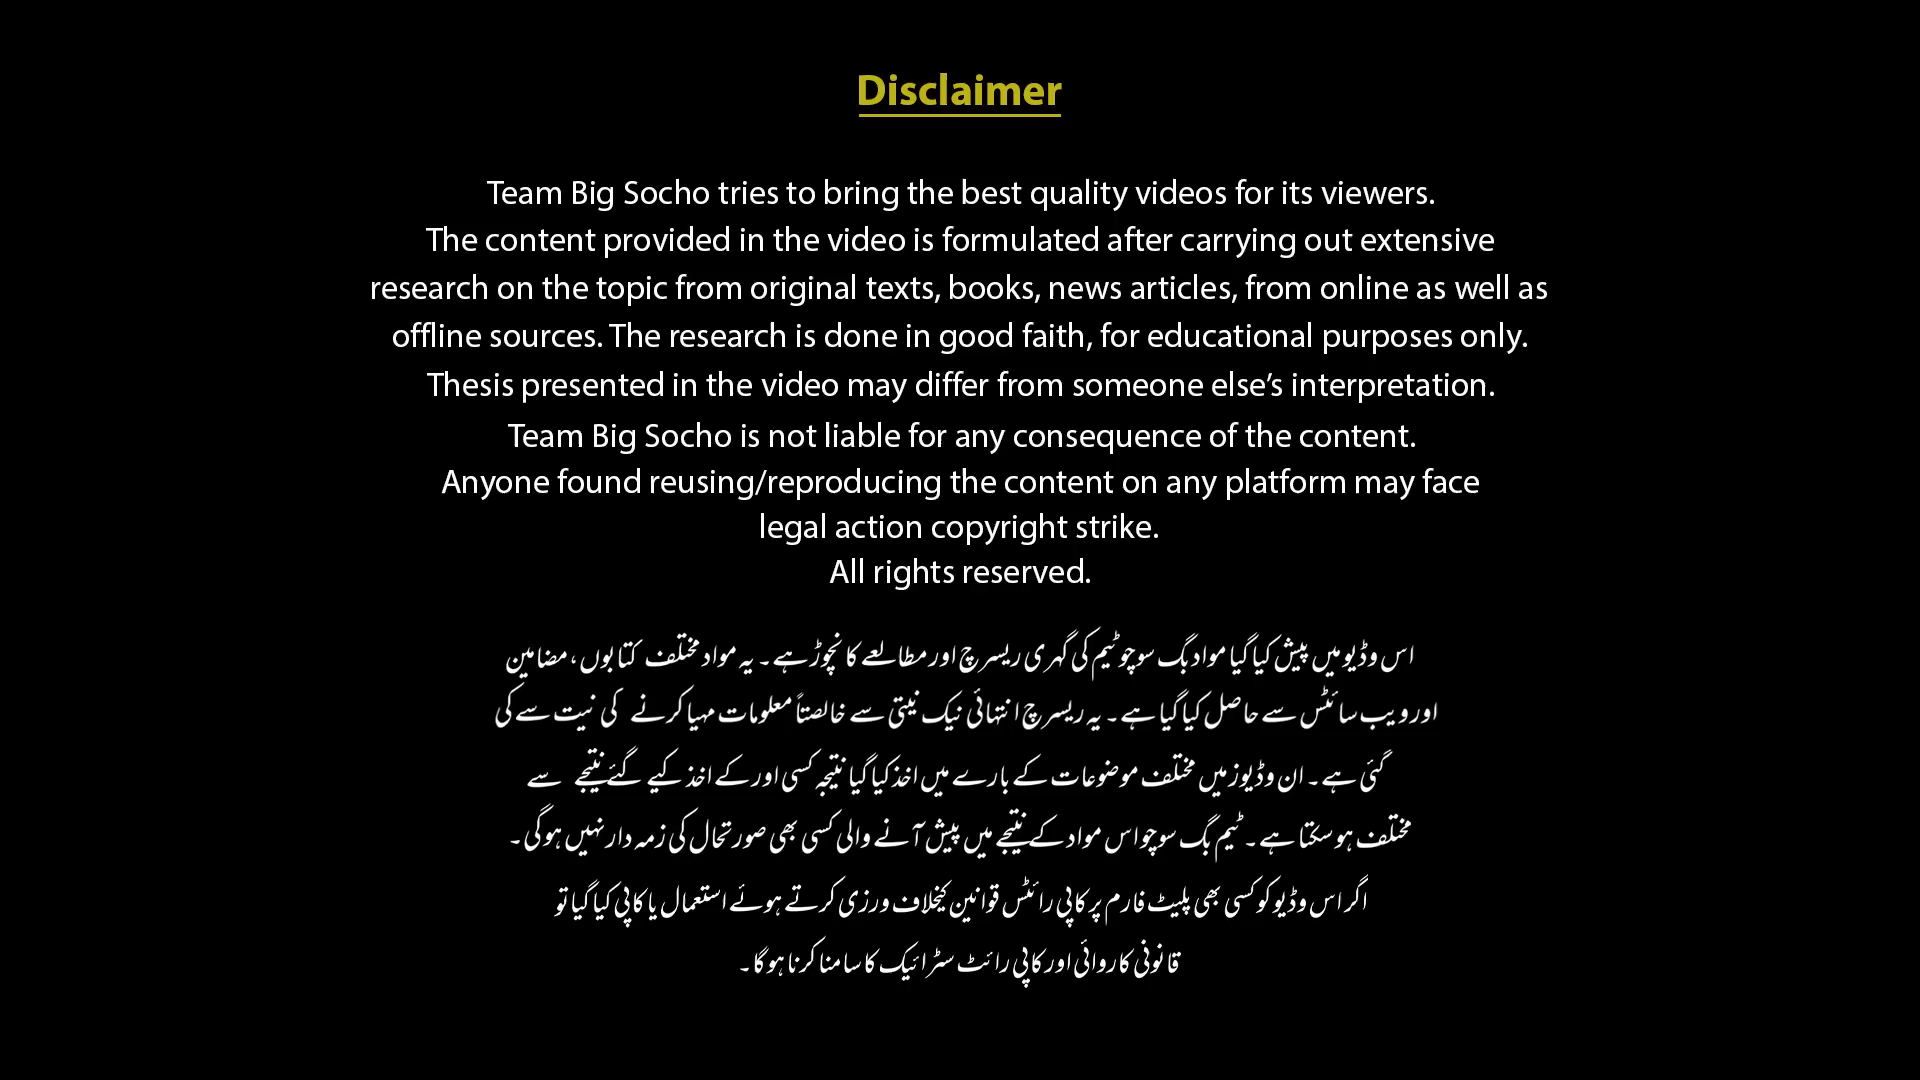 Disclaimer
Team Big Socho tries to bring the best quality videos for its viewers.
The content provided in the video is formulated after carrying out extensive
research on the topic from original texts, books, news articles, from online as well as
offline sources. The research is done in good faith, for educational purposes only.
Thesis presented in the video may differ from someone else’s interpretation.
Team Big Socho is not liable for any consequence of the content.
Anyone found reusing/reproducing the content on any platform may face
legal action copyright strike.
All rights reserved.
اس وڈیو میں پیش کیا گیا مواد بگ سوچو ٹیم کی گہری ریسرچ اور مطالعے کا نچوڑ ہے۔ یہ مواد مختلف کتابوں، مضامین
اور ویب سائٹس سے حاصل کیا گیا ہے۔ یہ ریسرچ انتہائی نیک نیتی سے خالصتاً معلومات مہیا کرنے کی نیت سے کی
گئی ہے۔ ان وڈیوز میں مختلف موضوعات کے بارے میں اخذ کیا گیا نتیجہ کسی اور کے اخذ کیے گئے نتیجے سے
مختلف ہو سکتا ہے۔ ٹیم بگ سوچو اس مواد کے نتیجے میں پیش آنے والی کسی بھی صورتحال کی زمہ دار نہیں ہو گی۔
اگر اس وڈیو کو کسی بھی پلیٹ فارم پر کاپی رائٹس قوانین کیخلاف ورزی کرتے ہوئے استعمال یا کاپی کیا گیا تو
قانونی کاروائی اور کاپی رائٹ سٹرائیک کا سامنا کرنا ہو گا۔